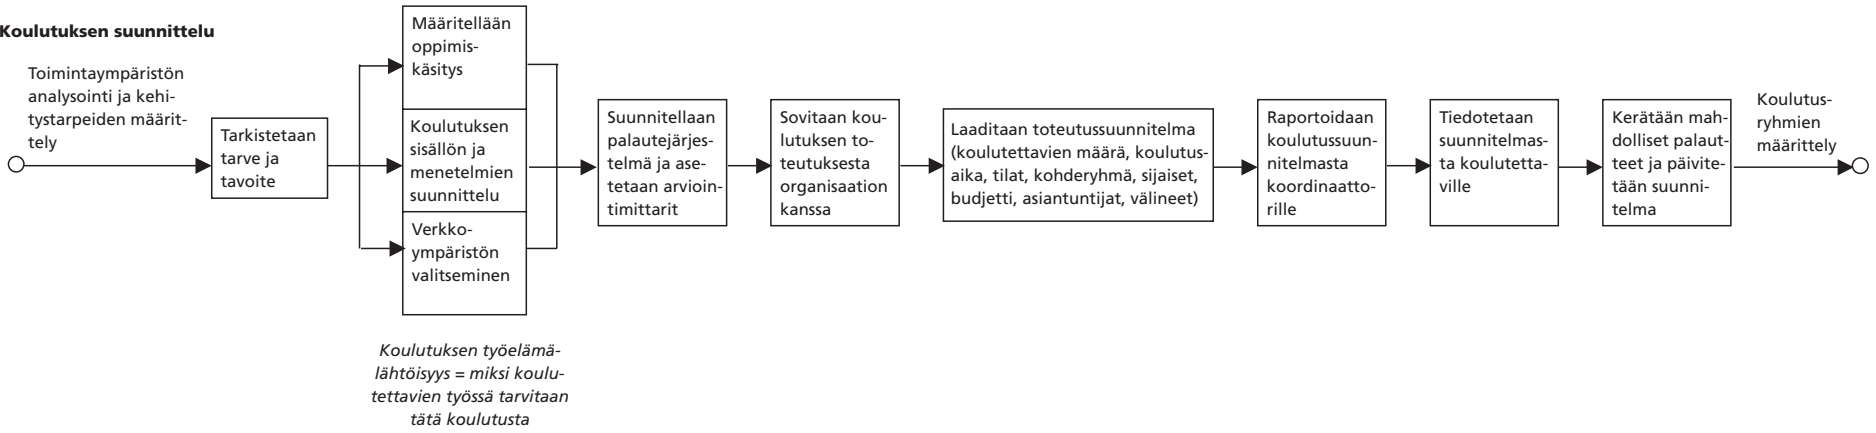 Koulutuksen suunnittelu
Toimintaympäristön
analysointi ja kehi-
tystarpeiden määrit-
tely
Tarkistetaan
tarve ja
tavoite
Määritellään
oppimis-
käsitys
Koulutuksen
sisällön ja
menetelmien
suunnittelu
Verkko-
ympäristön
valitseminen
Koulutuksen työelämä-
lähtöisyys = miksi koulu-
tettavien työssä tarvitaan
tätä koulutusta
Suunnitellaan
palautejärjes-
telmä ja ase-
tetaan arvioin-
timittarit
Sovitaan kou-
lutuksen to-
teutuksesta
organisaation
kanssa
Laaditaan toteutussuunnitelma
(koulutettavien määrä, koulutus-
aika, tilat, kohderyhmä, sijaiset,
budjetti, asiantuntijat, välineet)
Raportoidaan
koulutussuun-
nitelmasta
koordinaatto-
rille
Tiedotetaan
suunnitelmas-
ta koulutetta-
ville
Kerätään mah-
dolliset palaut-
teet ja päivite-
tään suunni-
telma
Koulutus-
ryhmien
määrittely